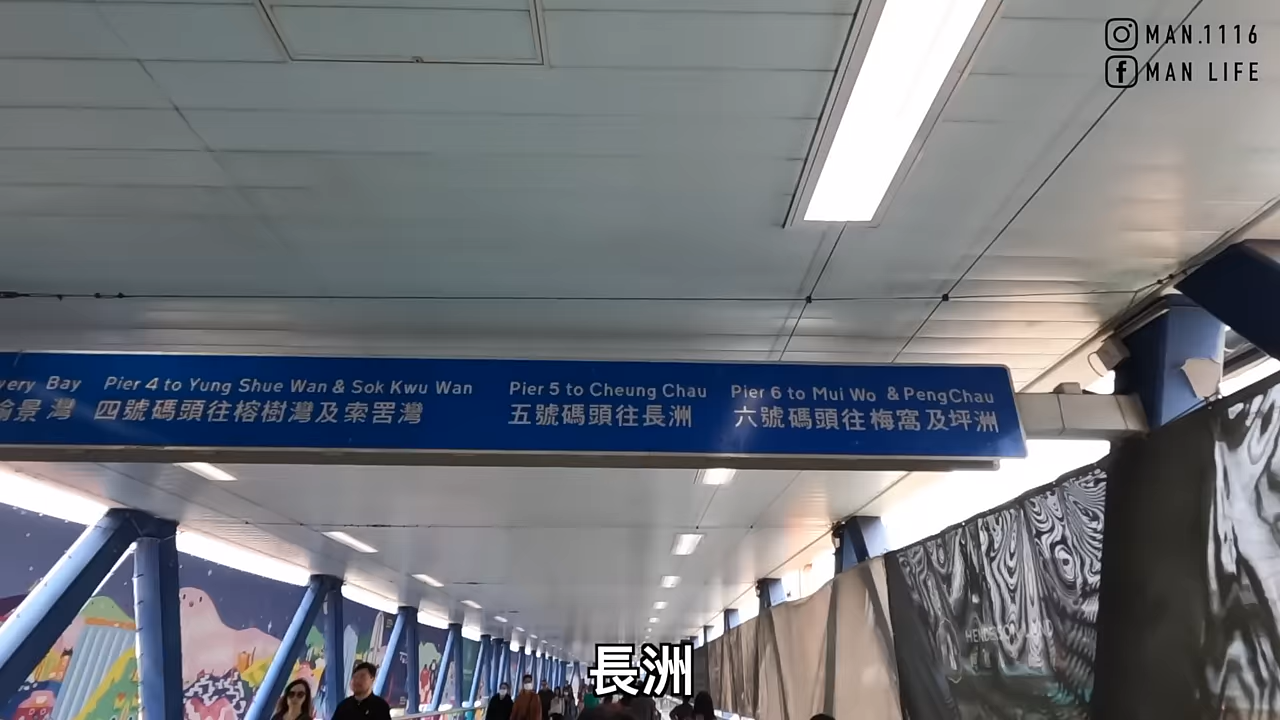 MAN.1116
MAN LIFE
very Bay
愉景灣
Pier 4 to Yung Shue Wan & Sok Kwu Wan
四號碼頭往榕樹灣及索罟灣
Pier 5 to Cheung Chau
五號碼頭往長洲
Pier 6 to Mui Wo & PengChau
六號碼頭往梅窩及坪洲
長洲